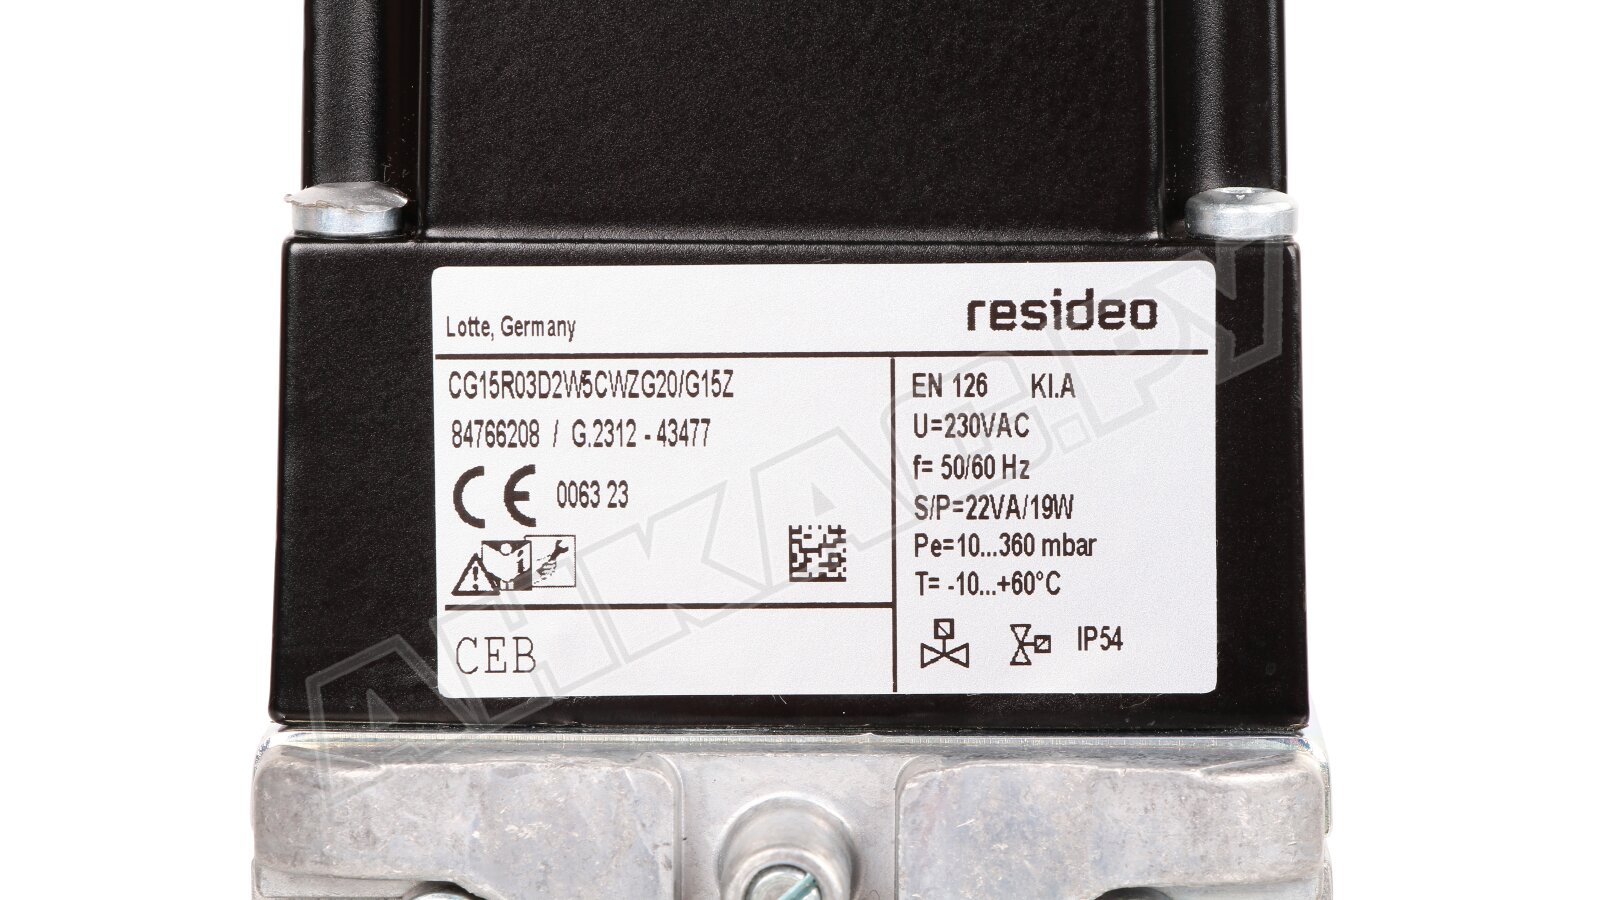 Lotte, Germany
resideo
CG15R03D2W5CWZG20/G15Z
84766208 / G.2312 - 43477
CE 0063 23
CEB
EN 126 Kl.A
U=230VAC
f= 50/60 Hz
S/P=22VA/19W
Pe=10...360 mbar
T= -10...+60°C
IP54